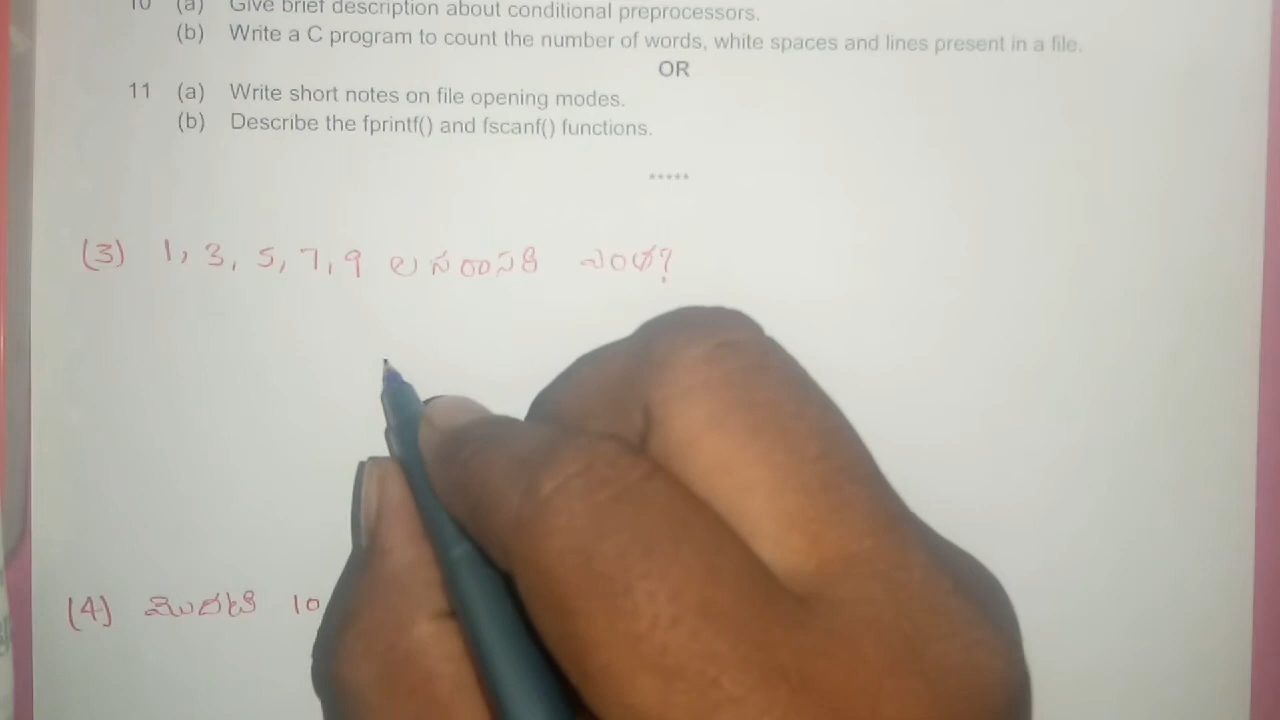 10 (a) Give brief description about conditional preprocessors.
(b) Write a C program to count the number of words, white spaces and lines present in a file.
OR
11 (a) Write short notes on file opening modes.
(b) Describe the fprintf() and fscanf() functions.
*****
(3) 1, 3, 5, 7, 9 ల సరాసరి ఎంత?
(4) మొదటి 10